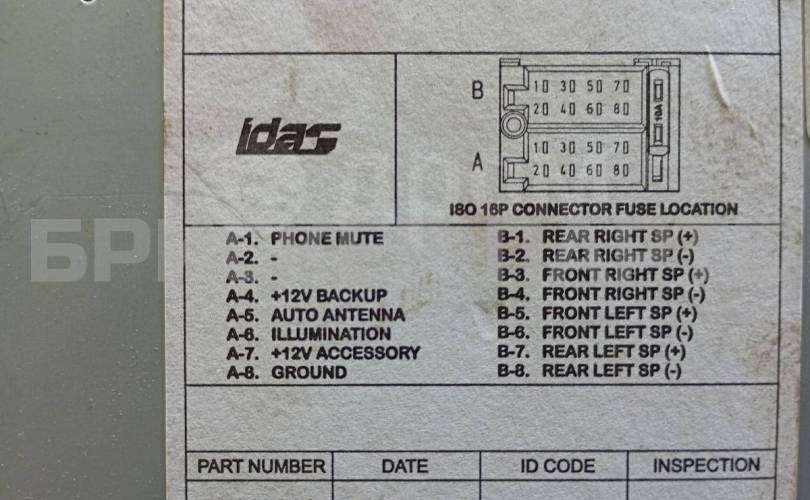 B
10 30 50 70
20 40 60 80
10A
A
10 30 50 70
20 40 60 80
idas
ISO 16P CONNECTOR FUSE LOCATION
A-1. PHONE MUTE
A-2. -
A-3. -
A-4. +12V BACKUP
A-5. AUTO ANTENNA
A-6. ILLUMINATION
A-7. +12V ACCESSORY
A-8. GROUND
B-1. REAR RIGHT SP (+)
B-2. REAR RIGHT SP (-)
B-3. FRONT RIGHT SP (+)
B-4. FRONT RIGHT SP (-)
B-5. FRONT LEFT SP (+)
B-6. FRONT LEFT SP (-)
B-7. REAR LEFT SP (+)
B-8. REAR LEFT SP (-)
PART NUMBER DATE ID CODE INSPECTION